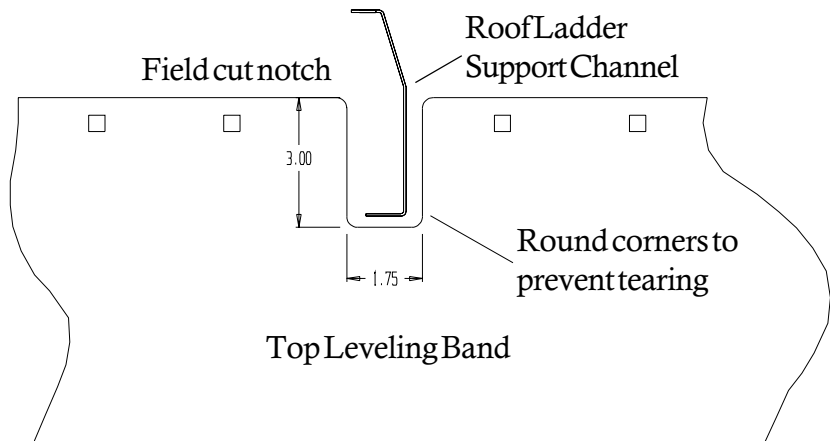 Roof Ladder
Support Channel
Field cut notch
3.00
Round corners to
prevent tearing
1.75
Top Leveling Band